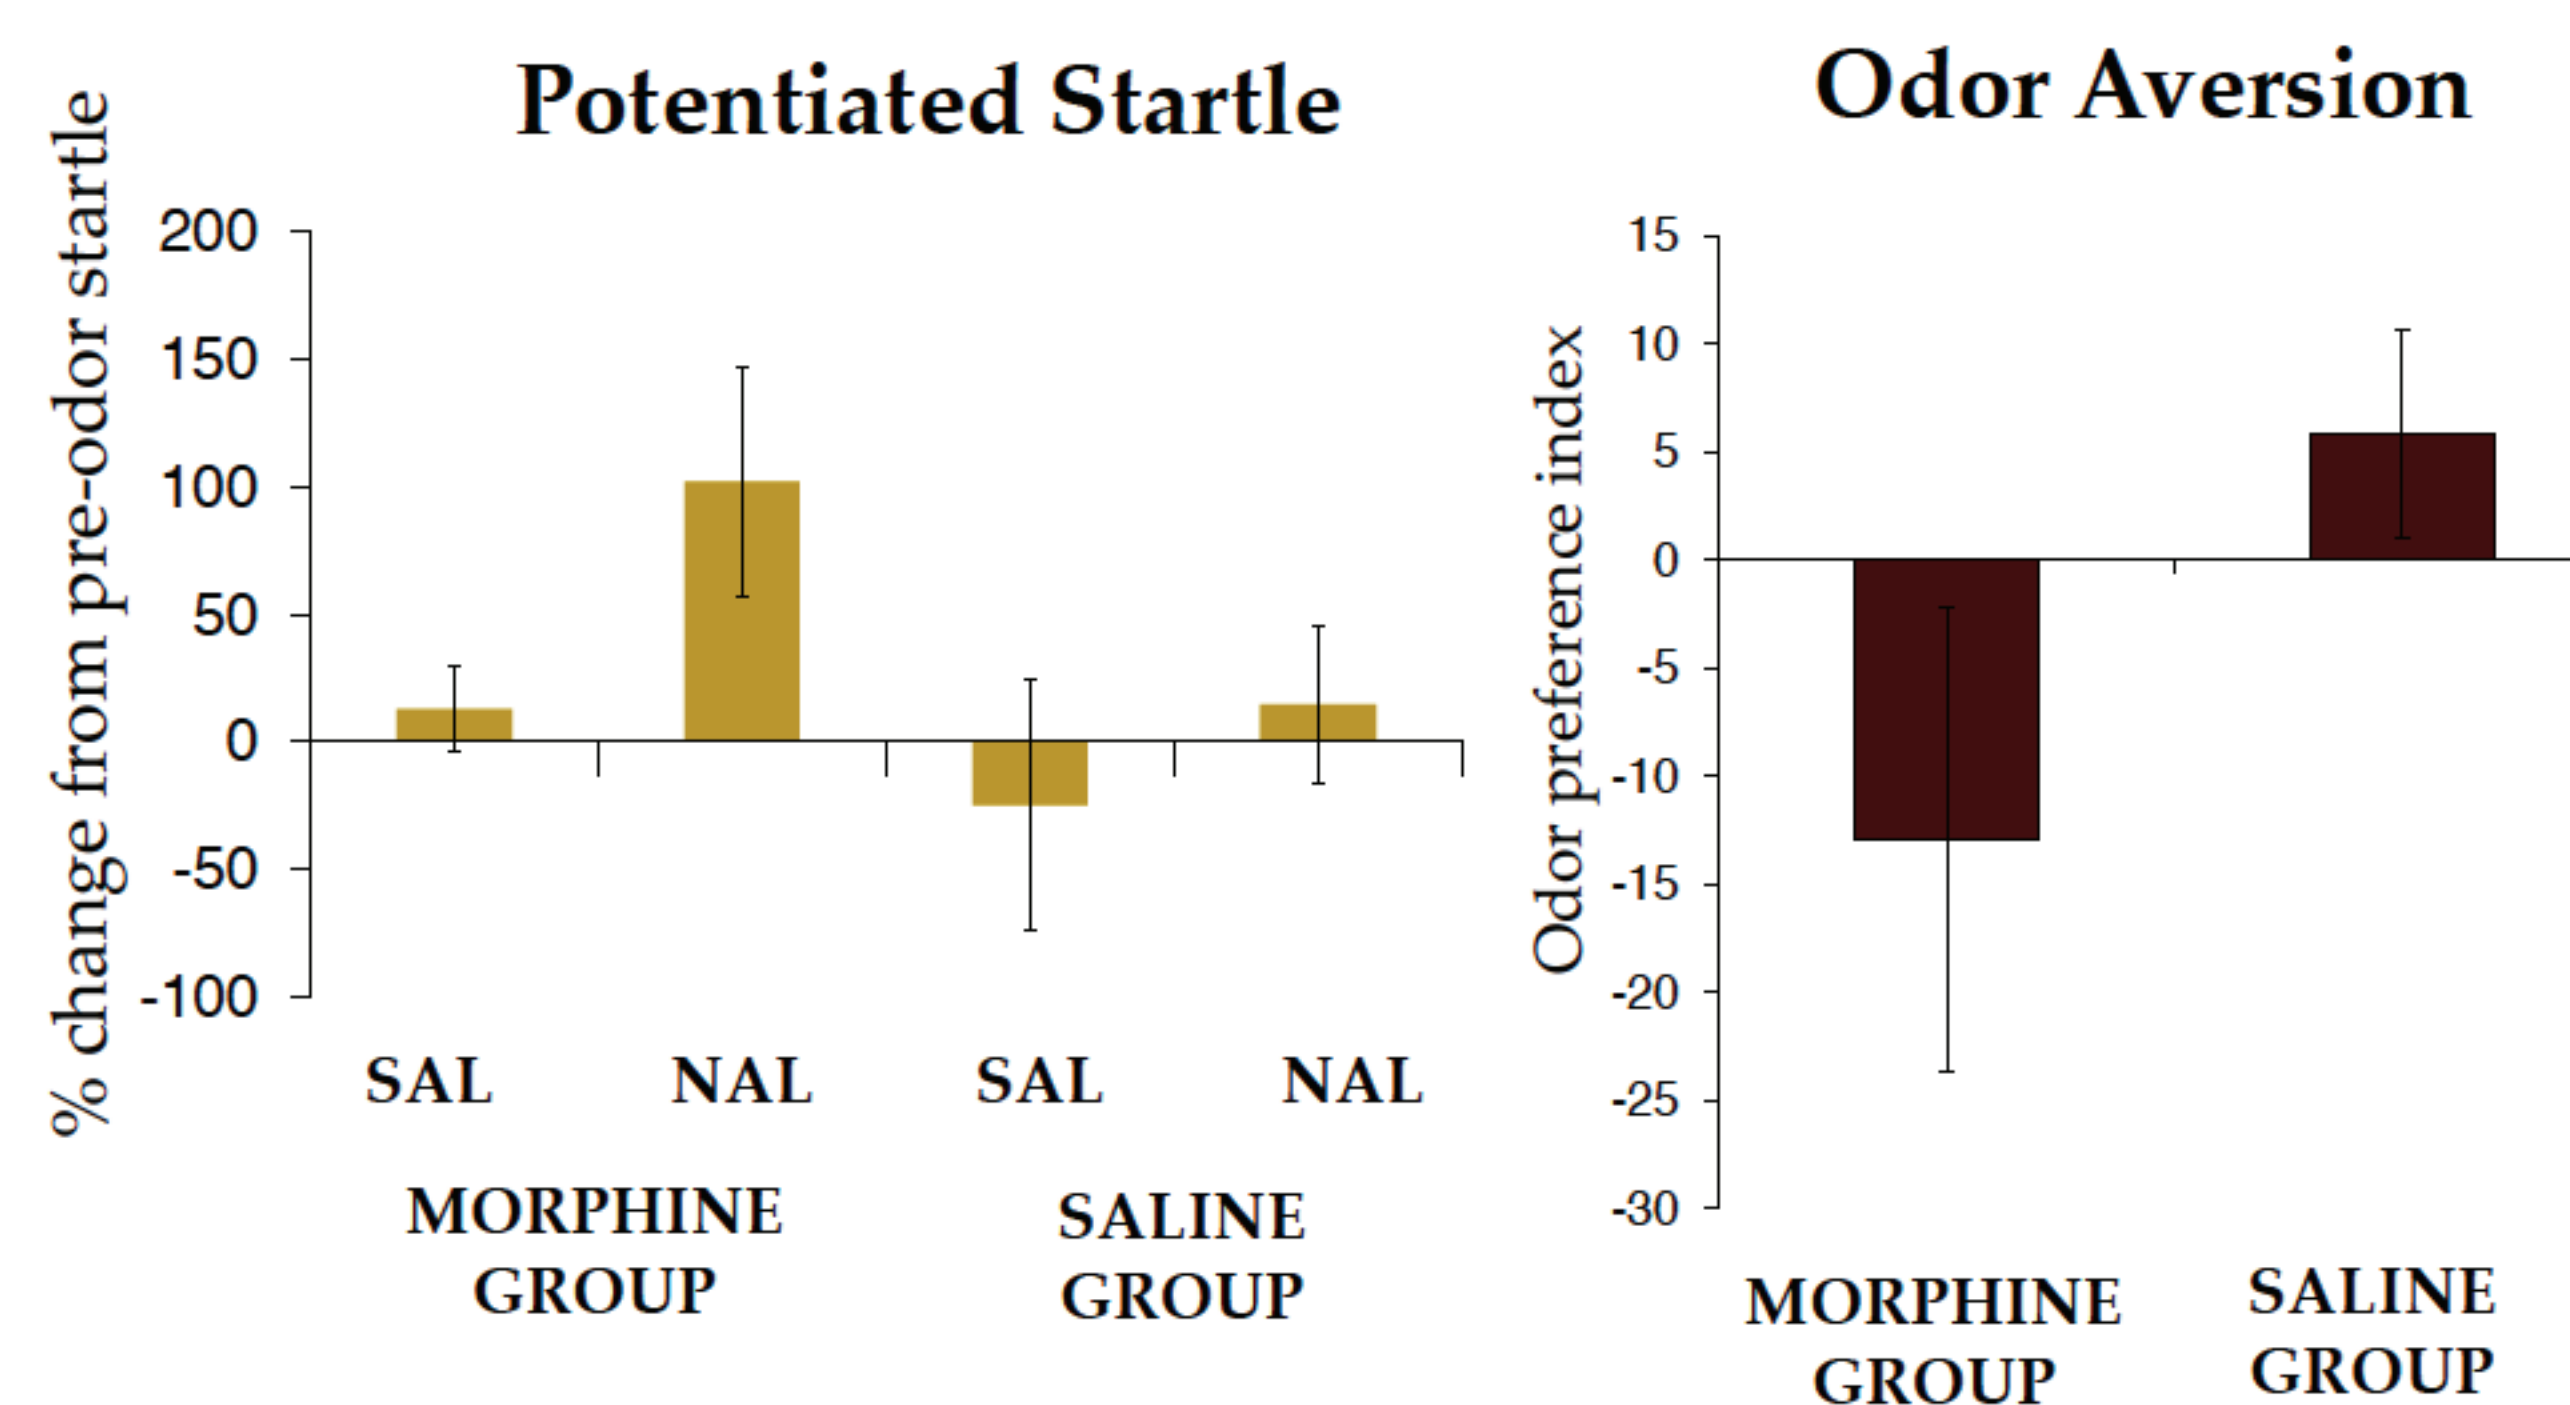 Potentiated Startle
% change from pre-odor startle
200
150
100
50
0
-50
-100
SAL NAL SAL NAL
MORPHINE
GROUP
SALINE
GROUP
Odor Aversion
Odor preference index
15
10
5
0
-5
-10
-15
-20
-25
-30
MORPHINE
GROUP
SALINE
GROUP